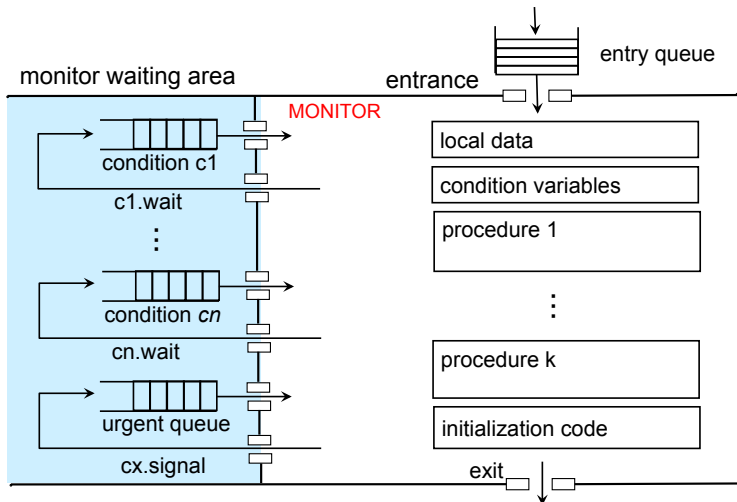 entry queue
monitor waiting area
entrance
MONITOR
condition c1
c1.wait
⋮
condition cn
cn.wait
urgent queue
cx.signal
local data
condition variables
procedure 1
⋮
procedure k
initialization code
exit